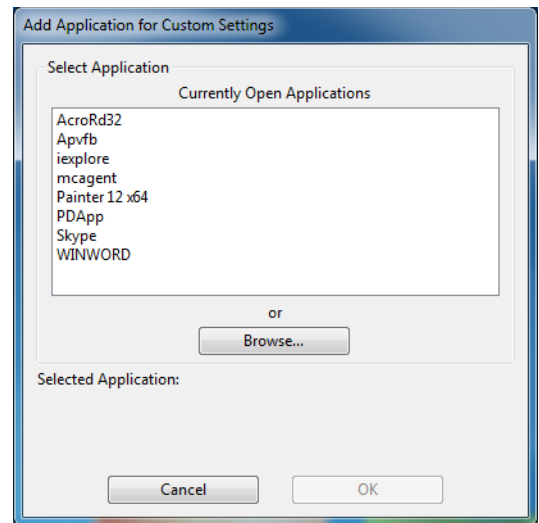 Add Application for Custom Settings
Select Application
Currently Open Applications
AcroRd32
Apvfb
iexplore
mcagent
Painter 12 x64
PDApp
Skype
WINWORD
or
Browse...
Selected Application:
Cancel OK